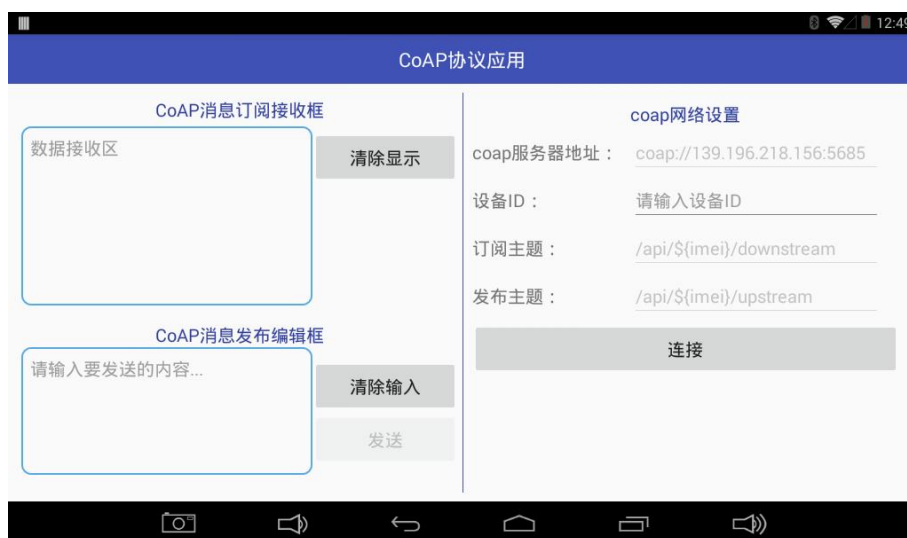 12:49
CoAP协议应用
CoAP消息订阅接收框
数据接收区
清除显示
CoAP消息发布编辑框
请输入要发送的内容...
清除输入
发送
coap网络设置
coap服务器地址： coap://139.196.218.156:5685
设备ID： 请输入设备ID
订阅主题： /api/${imei}/downstream
发布主题： /api/${imei}/upstream
连接